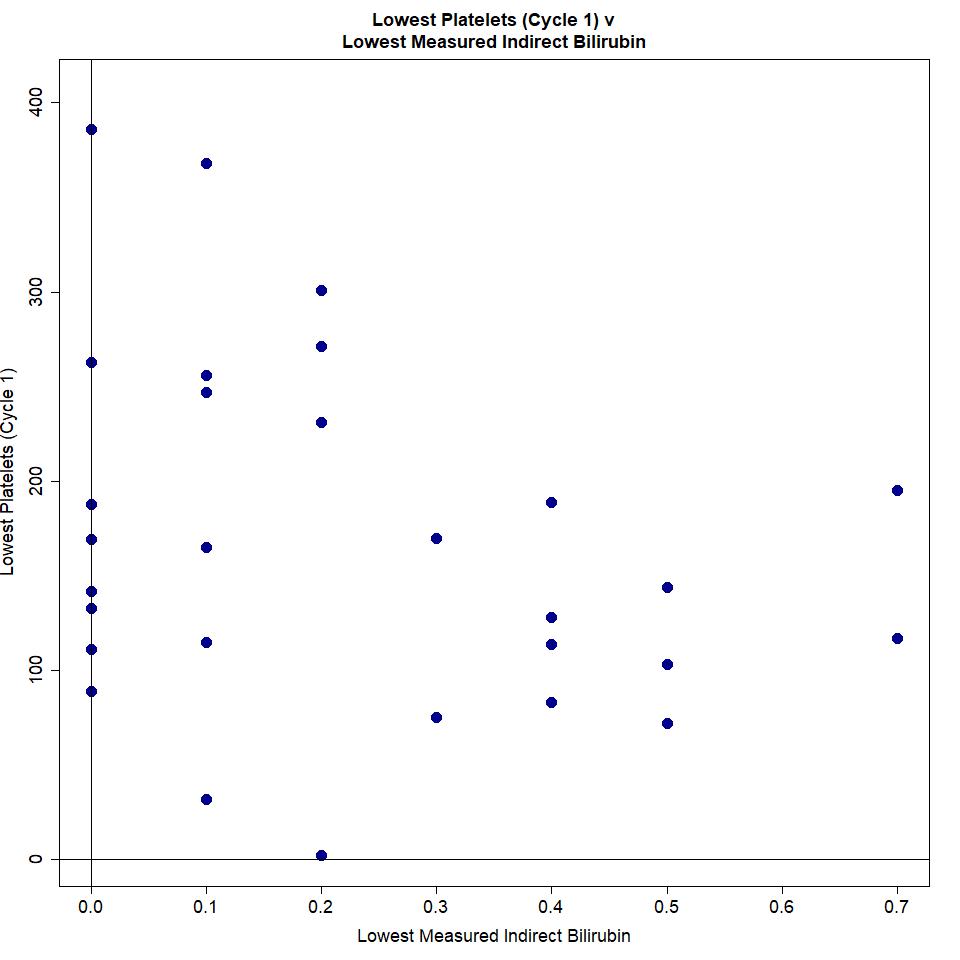 Lowest Platelets (Cycle 1) v
Lowest Measured Indirect Bilirubin
Lowest Platelets (Cycle 1)
400
300
200
100
0
0.0 0.1 0.2 0.3 0.4 0.5 0.6 0.7
Lowest Measured Indirect Bilirubin